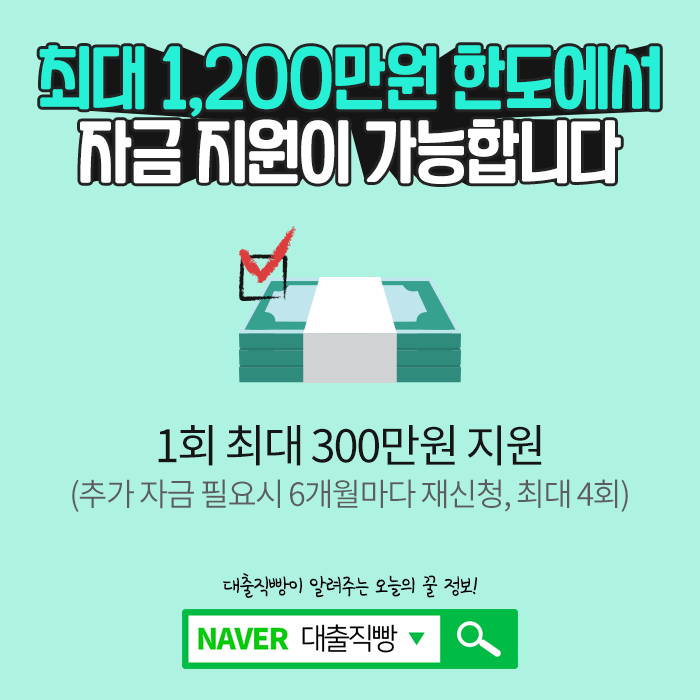 최대 1,200만원 한도에서
자금 지원이 가능합니다
1회 최대 300만원 지원
(추가 자금 필요시 6개월마다 재신청, 최대 4회)
대출직빵이 알려주는 오늘의 꿀 정보!
NAVER 대출직빵